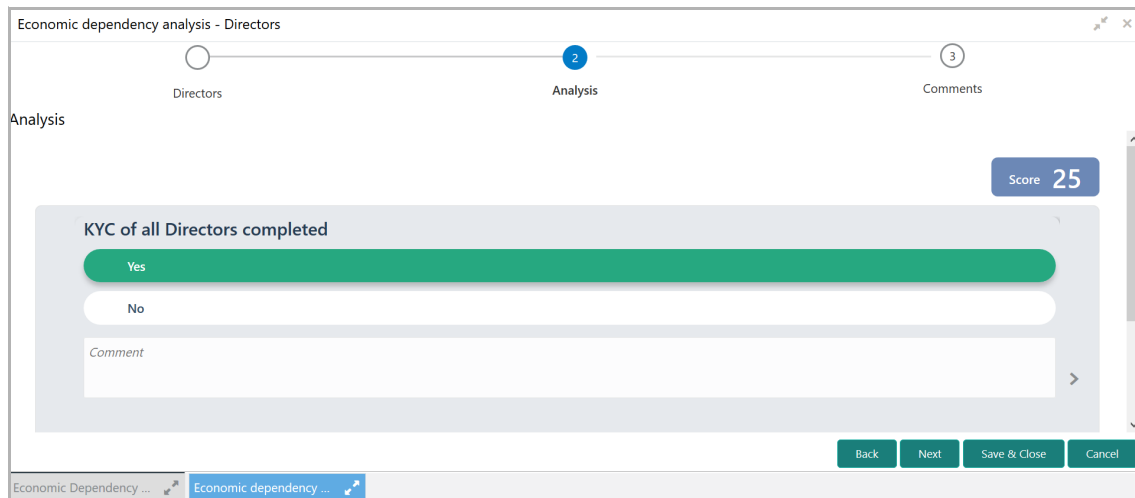 Economic dependency analysis - Directors
2
3
Directors
Analysis
Comments
Analysis
Score 25
KYC of all Directors completed
Yes
No
Comment
Back Next Save & Close Cancel
Economic Dependency ... Economic dependency ...